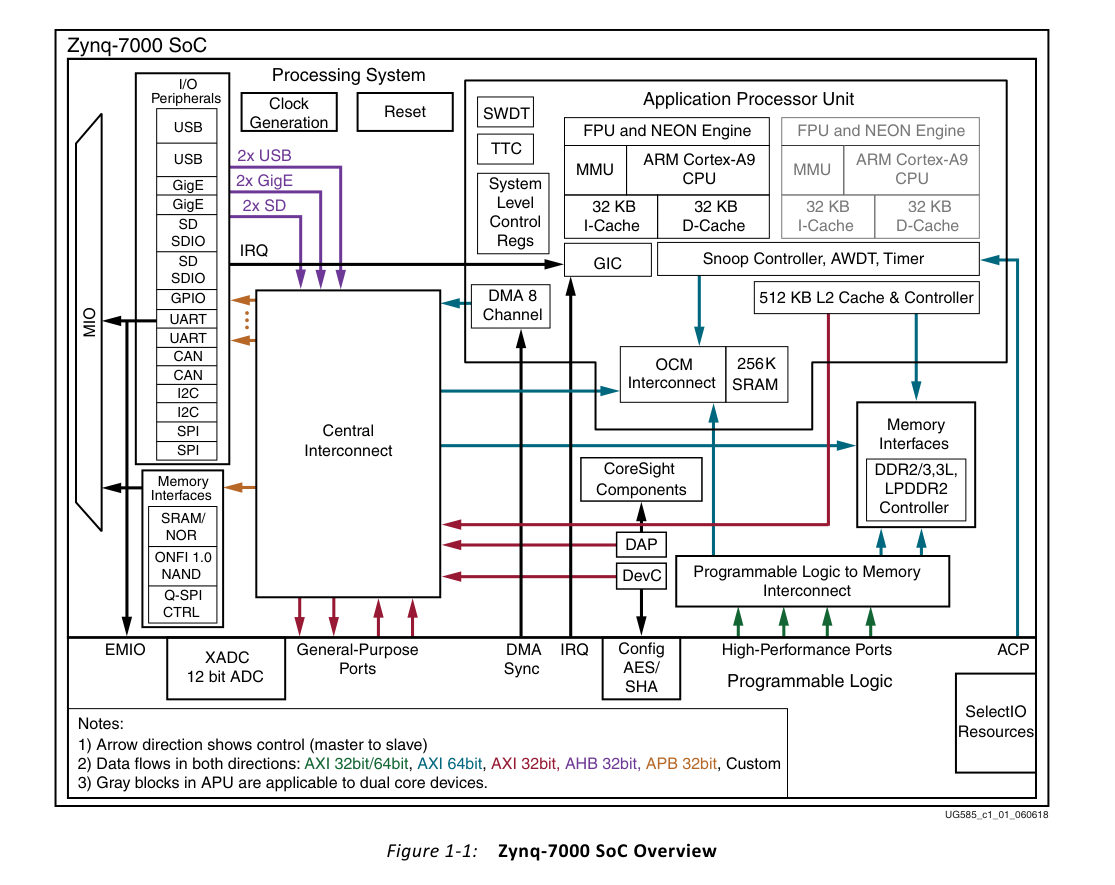 Zynq-7000 SoC
Processing System
I/O
Peripherals
USB
USB
GigE
GigE
SD
SDIO
SD
SDIO
GPIO
UART
UART
CAN
CAN
I2C
I2C
SPI
SPI
MIO
Memory
Interfaces
SRAM/
NOR
ONFI 1.0
NAND
Q-SPI
CTRL
Clock
Generation
Reset
2x USB
2x GigE
2x SD
IRQ
Central
Interconnect
Application Processor Unit
SWDT
TTC
System
Level
Control
Regs
DMA 8
Channel
FPU and NEON Engine
MMU
ARM Cortex-A9
CPU
32 KB
I-Cache
32 KB
D-Cache
FPU and NEON Engine
MMU
ARM Cortex-A9
CPU
32 KB
I-Cache
32 KB
D-Cache
GIC
Snoop Controller, AWDT, Timer
512 KB L2 Cache & Controller
OCM
Interconnect
256K
SRAM
Memory
Interfaces
DDR2/3,3L,
LPDDR2
Controller
CoreSight
Components
DAP
DevC
Programmable Logic to Memory
Interconnect
EMIO
XADC
12 bit ADC
General-Purpose
Ports
DMA
Sync
IRQ
Config
AES/
SHA
High-Performance Ports
ACP
Programmable Logic
SelectIO
Resources
Notes:
1) Arrow direction shows control (master to slave)
2) Data flows in both directions: AXI 32bit/64bit, AXI 64bit, AXI 32bit, AHB 32bit, APB 32bit, Custom
3) Gray blocks in APU are applicable to dual core devices.
UG585_c1_01_060618
Figure 1-1: Zynq-7000 SoC Overview